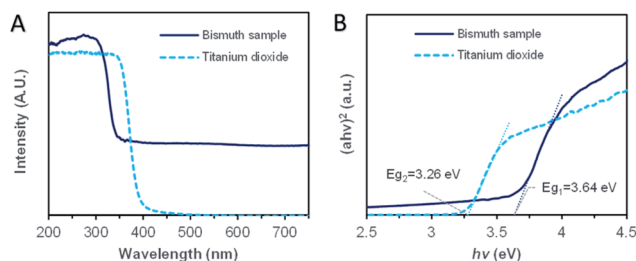 A
Bismuth sample
Titanium dioxide
Intensity (A.U.)
200 300 400 500 600 700
Wavelength (nm)
B
Bismuth sample
Titanium dioxide
(ahv)2 (a.u.)
Eg2=3.26 eV
Eg1=3.64 eV
2.5 3 3.5 4 4.5
hv (eV)